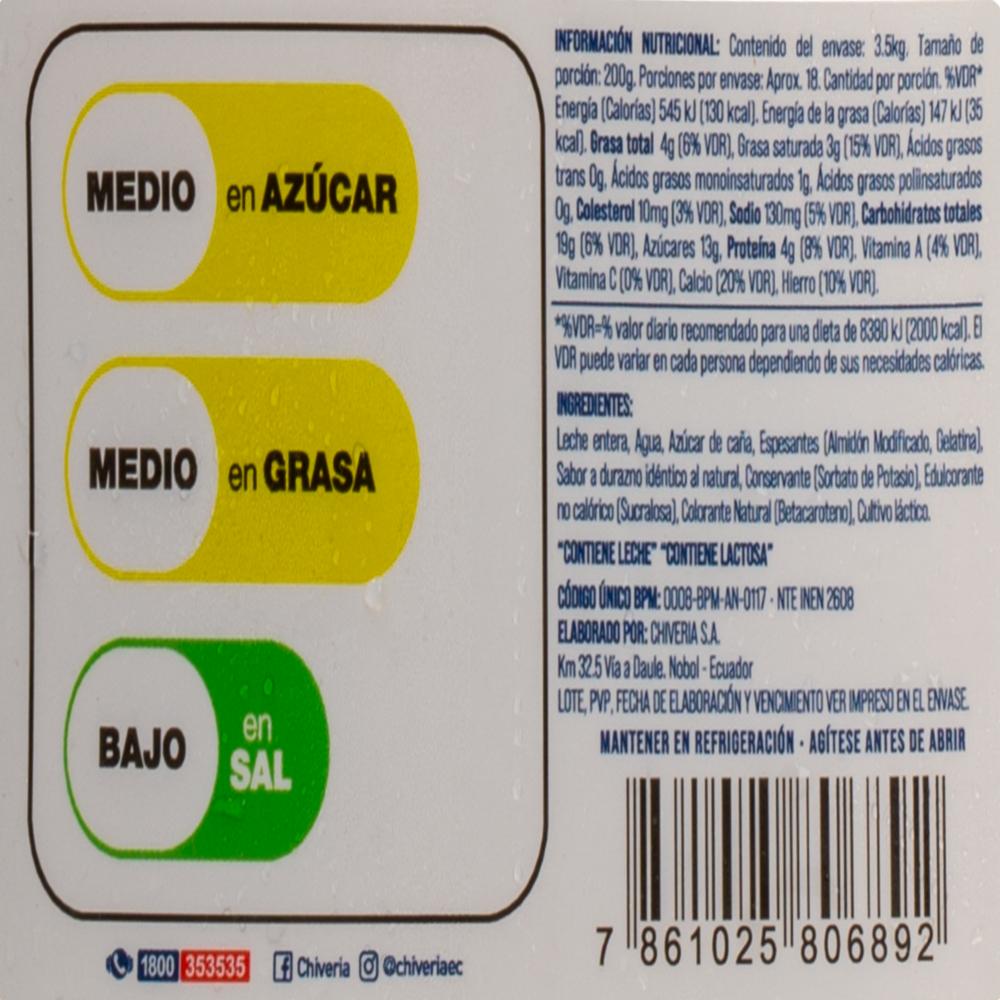 MEDIO en AZÚCAR
MEDIO en GRASA
BAJO en SAL
1800 353535 Chiveria @chiveriaec
INFORMACIÓN NUTRICIONAL: Contenido del envase: 3.5kg. Tamaño de
porción: 200g. Porciones por envase: Aprox. 18. Cantidad por porción. %VDR*
Energía (Calorías) 545 kJ (130 kcal). Energía de la grasa (Calorías) 147 kJ (35
kcal). Grasa total 4g (6% VDR), Grasa saturada 3g (15% VDR), Ácidos grasos
trans 0g, Ácidos grasos monoinsaturados 1g, Ácidos grasos poliinsaturados
0g, Colesterol 10mg (3% VDR), Sodio 130mg (5% VDR), Carbohidratos totales
19g (6% VDR), Azúcares 13g, Proteína 4g (8% VDR), Vitamina A (4% VDR),
Vitamina C (0% VDR), Calcio (20% VDR), Hierro (10% VDR).
*%VDR=% valor diario recomendado para una dieta de 8380 kJ (2000 kcal). El
VDR puede variar en cada persona dependiendo de sus necesidades calóricas.
INGREDIENTES:
Leche entera, Agua, Azúcar de caña, Espesantes (Almidón Modificado, Gelatina),
Sabor a durazno idéntico al natural, Conservante (Sorbato de Potasio), Edulcorante
no calórico (Sucralosa), Colorante Natural (Betacaroteno), Cultivo láctico.
"CONTIENE LECHE" "CONTIENE LACTOSA"
CÓDIGO ÚNICO BPM: 0008-BPM-AN-0117 - NTE INEN 2608
ELABORADO POR: CHIVERIA S.A.
Km 32.5 Vía a Daule. Nobol - Ecuador
LOTE, PVP, FECHA DE ELABORACIÓN Y VENCIMIENTO VER IMPRESO EN EL ENVASE.
MANTENER EN REFRIGERACIÓN • AGÍTESE ANTES DE ABRIR
7 861025 806892